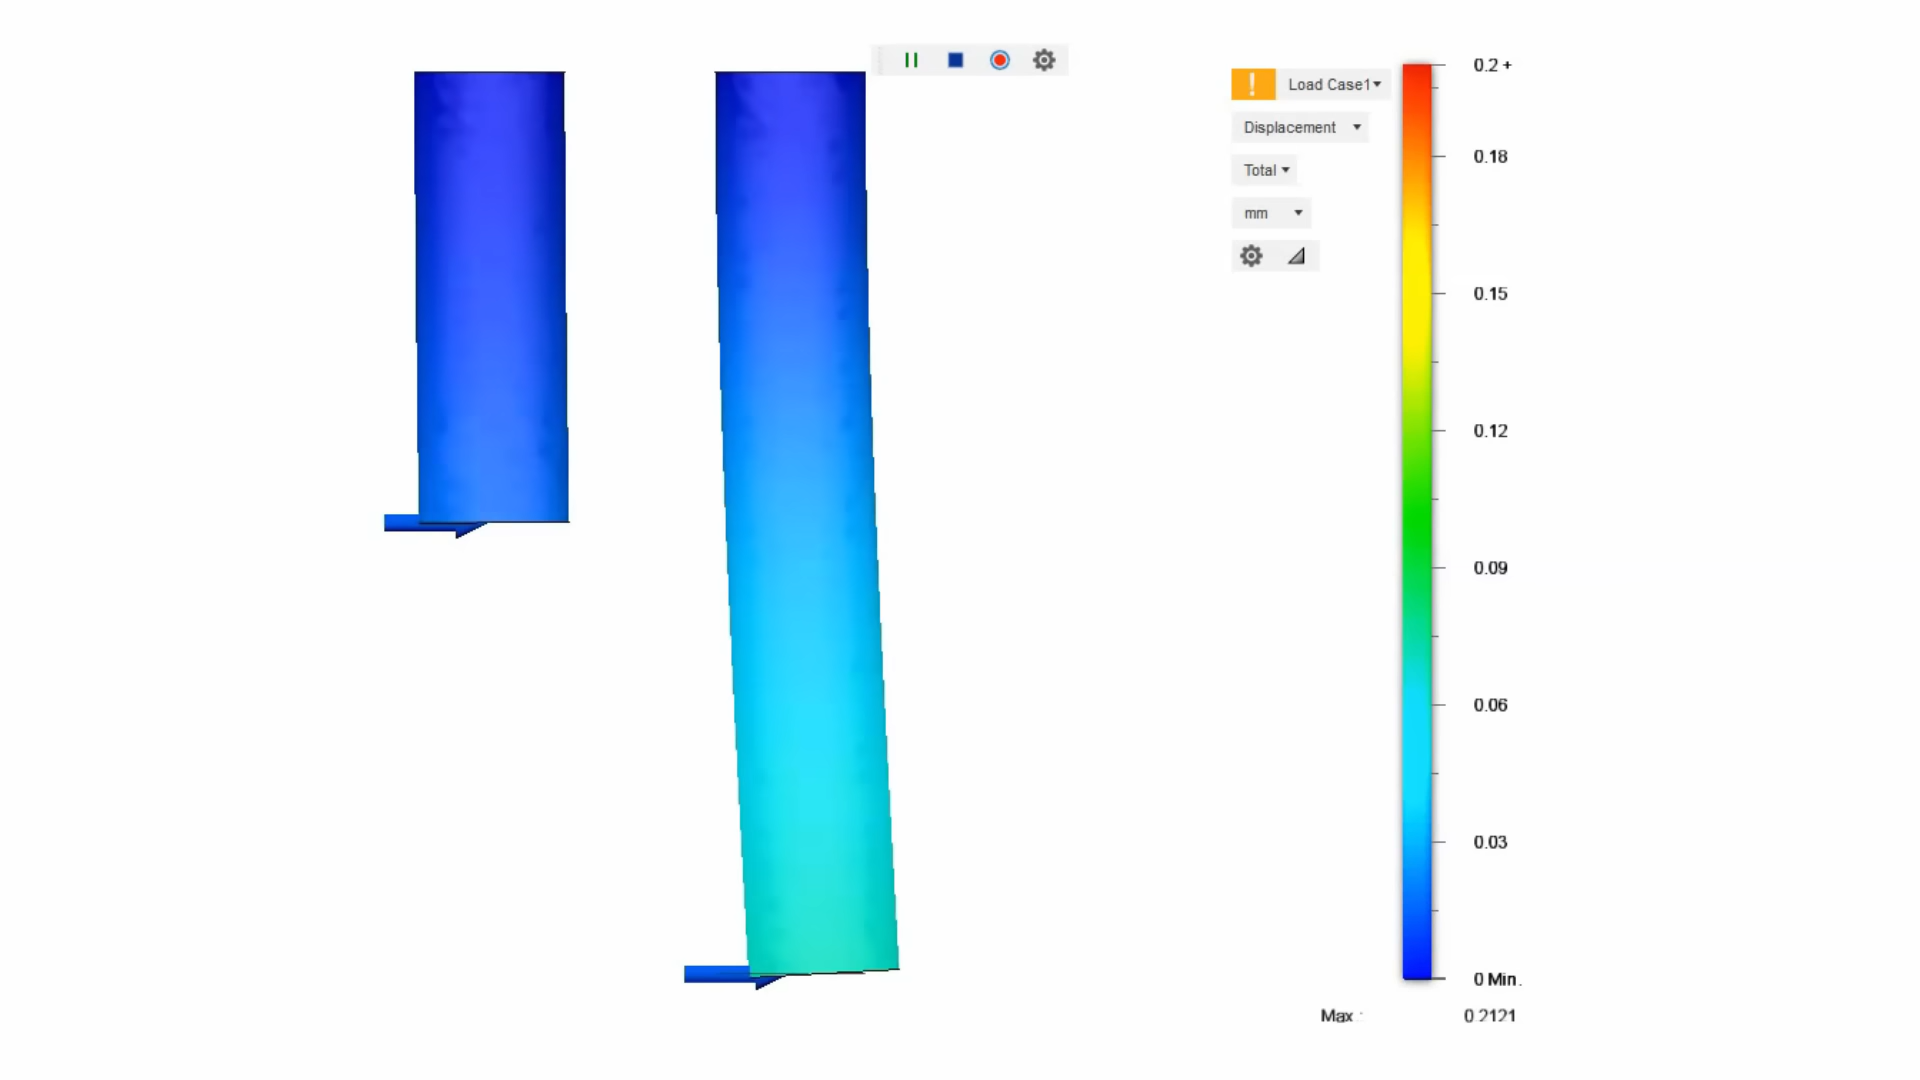 Load Case1
Displacement
Total
mm
0.2 +
0.18
0.15
0.12
0.09
0.06
0.03
0 Min.
Max : 0.2121